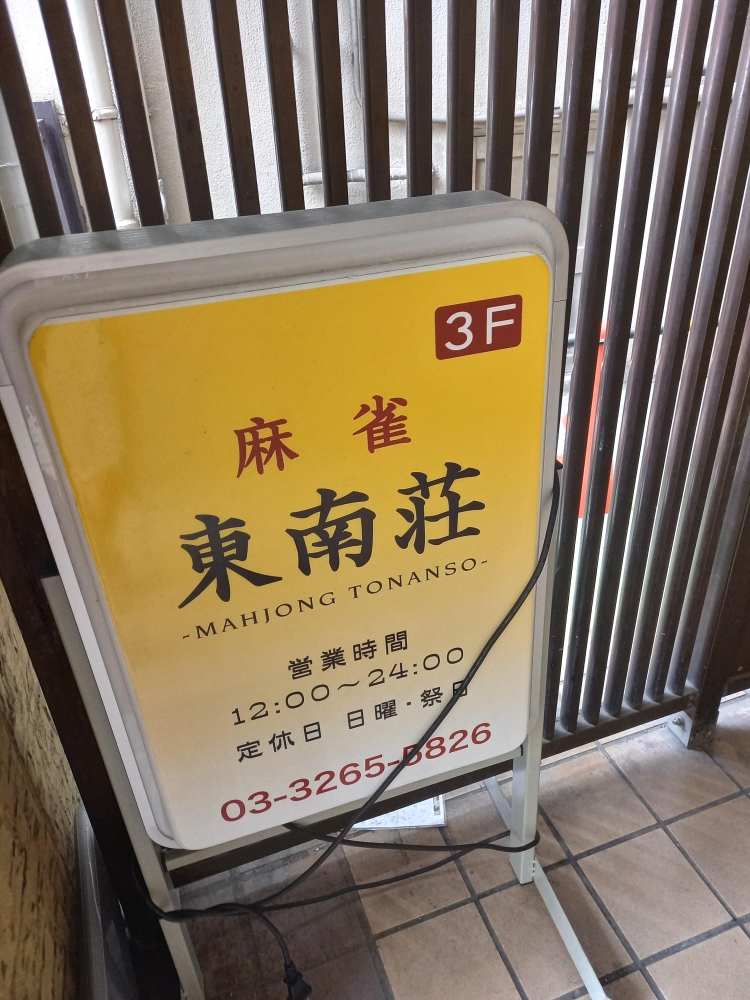 3F
麻雀
東南荘
-MAHJONG TONANSO-
営業時間
12:00～24:00
定休日 日曜・祭日
03-3265-5826